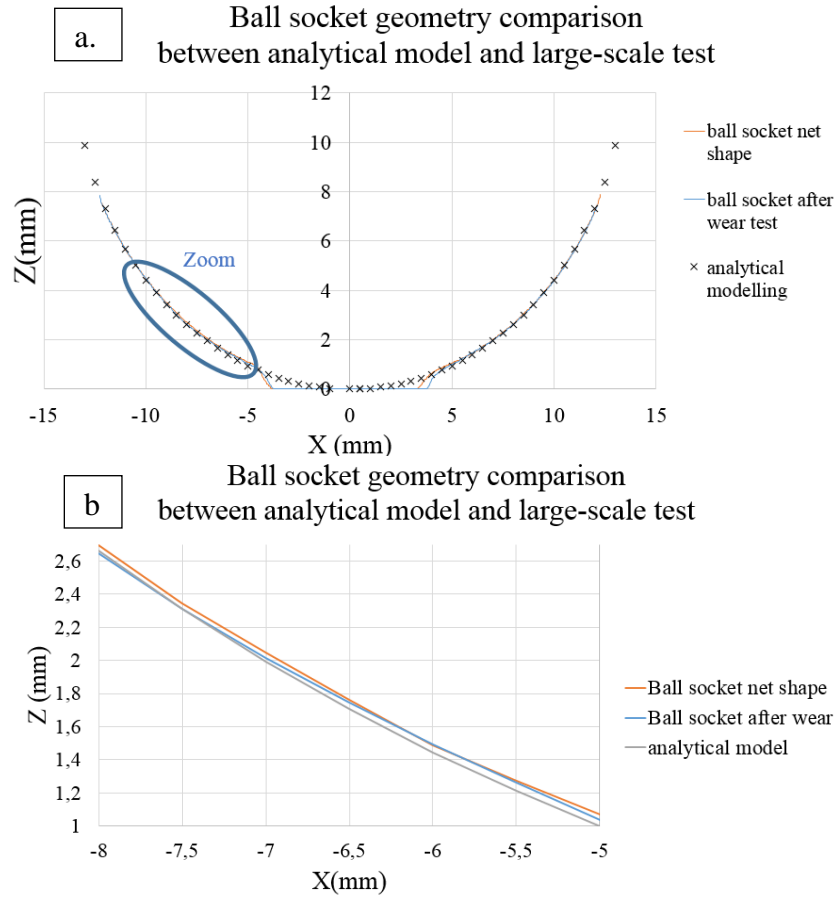 a.
Ball socket geometry comparison
between analytical model and large-scale test
12
10
8
6
4
2
0
Z(mm)
Zoom
-15 -10 -5 0 5 10 15
X (mm)
ball socket net
shape
ball socket after
wear test
analytical
modelling
b
Ball socket geometry comparison
between analytical model and large-scale test
2,6
2,4
2,2
2
1,8
1,6
1,4
1,2
1
Z (mm)
-8 -7,5 -7 -6,5 -6 -5,5 -5
X(mm)
Ball socket net shape
Ball socket after wear
analytical model